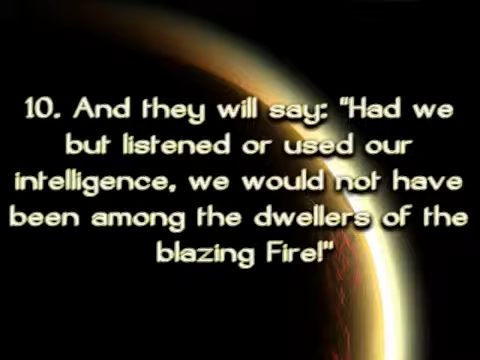 10. And they will say: "Had we
but listened or used our
intelligence, we would not have
been among the dwellers of the
blazing Fire!"